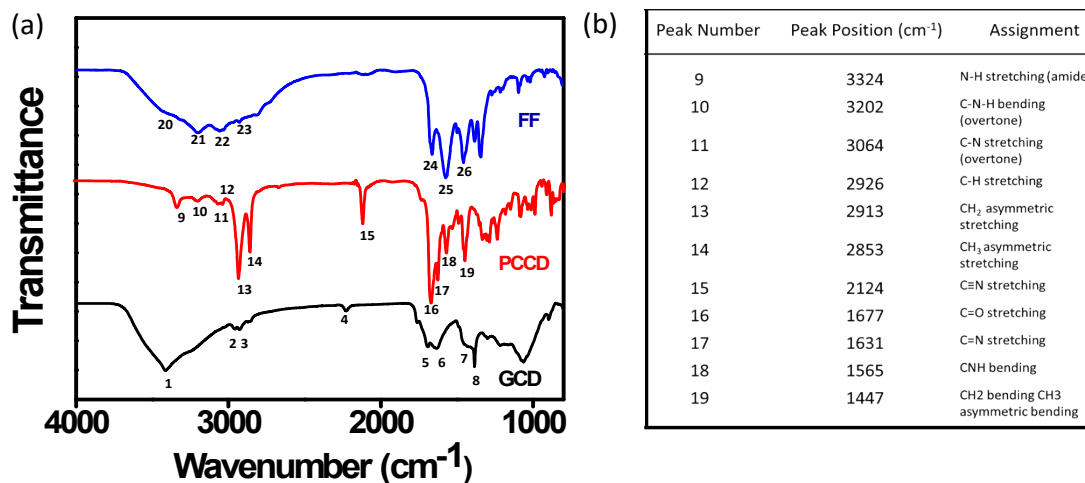 (a)
(b)
Transmittance
FF
20
21
22
23
24
25
26
PCCD
9
10
11
12
13
14
15
16
17
18
19
GCD
1
2
3
4
5
6
7
8
4000
3000
2000
1000
Wavenumber (cm-1)
Peak Number Peak Position (cm-1) Assignment
9 3324 N-H stretching (amide
10 3202 C-N-H bending
(overtone)
11 3064 C-N stretching
(overtone)
12 2926 C-H stretching
13 2913 CH2 asymmetric
stretching
14 2853 CH3 asymmetric
stretching
15 2124 C≡N stretching
16 1677 C=O stretching
17 1631 C=N stretching
18 1565 CNH bending
19 1447 CH2 bending CH3
asymmetric bending